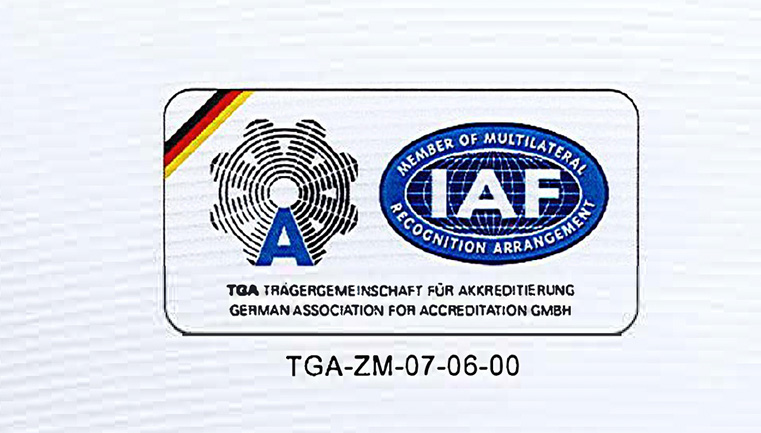 MEMBER OF MULTILATERAL
IAF
RECOGNITION ARRANGEMENT
A
TGA TRÄGERGEMEINSCHAFT FÜR AKKREDITIERUNG
GERMAN ASSOCIATION FOR ACCREDITATION GMBH
TGA-ZM-07-06-00